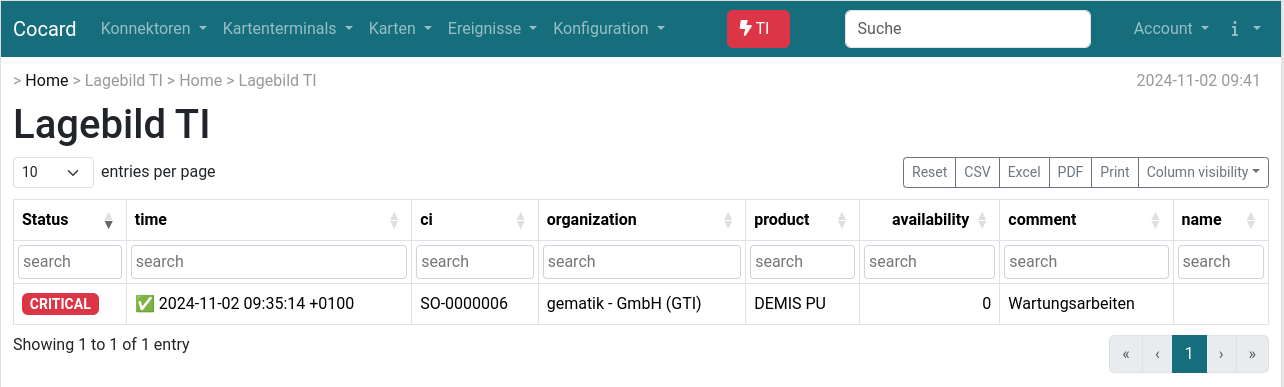 Cocard Konnektoren Kartenterminals Karten Ereignisse Konfiguration TI Suche Account i
> Home > Lagebild TI > Home > Lagebild TI 2024-11-02 09:41
Lagebild TI
10 entries per page Reset CSV Excel PDF Print Column visibility
Status time ci organization product availability comment name
search search search search search search search search
CRITICAL ✅ 2024-11-02 09:35:14 +0100 SO-0000006 gematik - GmbH (GTI) DEMIS PU 0 Wartungsarbeiten
Showing 1 to 1 of 1 entry
« ‹ 1 › »